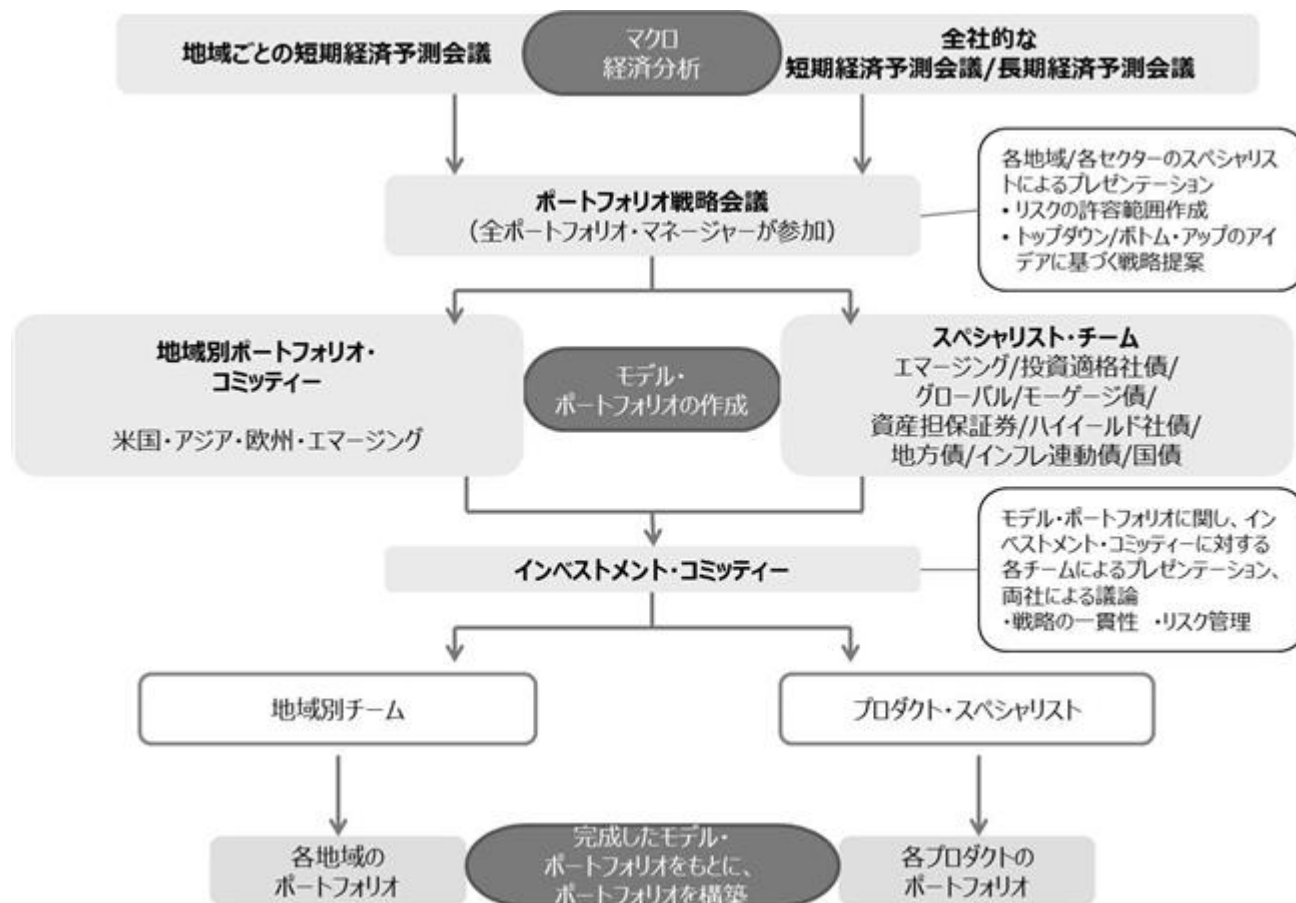 地域ごとの短期経済予測会議
マクロ
経済分析
全社的な
短期経済予測会議/長期経済予測会議
各地域/各セクターのスペシャリス
トによるプレゼンテーション
• リスクの許容範囲作成
• トップダウン/ボトム・アップのアイ
デアに基づく戦略提案
ポートフォリオ戦略会議
(全ポートフォリオ・マネージャーが参加)
地域別ポートフォリオ・
コミッティー
米国・アジア・欧州・エマージング
モデル・
ポートフォリオの作成
スペシャリスト・チーム
エマージング/投資適格社債/
グローバル/モーゲージ債/
資産担保証券/ハイイールド社債/
地方債/インフレ連動債/国債
インベストメント・コミッティー
モデル・ポートフォリオに関し、イン
ベストメント・コミッティーに対する
各チームによるプレゼンテーション、
両社による議論
・戦略の一貫性 ・リスク管理
地域別チーム
プロダクト・スペシャリスト
各地域の
ポートフォリオ
完成したモデル・
ポートフォリオをもとに、
ポートフォリオを構築
各プロダクトの
ポートフォリオ